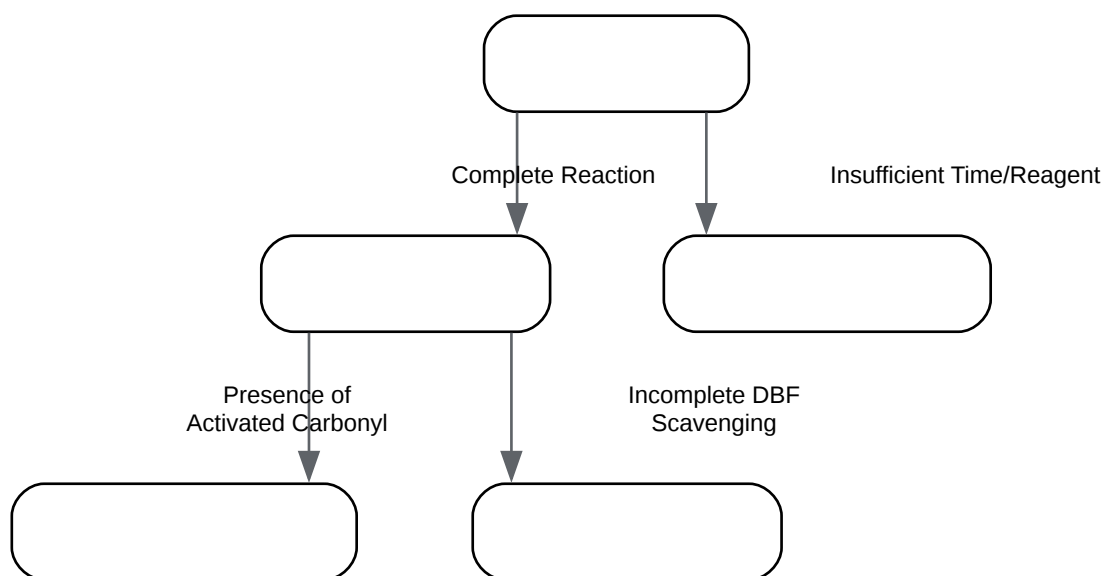 Complete Reaction
Insufficient Time/Reagent
Presence of
Activated Carbonyl
Incomplete DBF
Scavenging